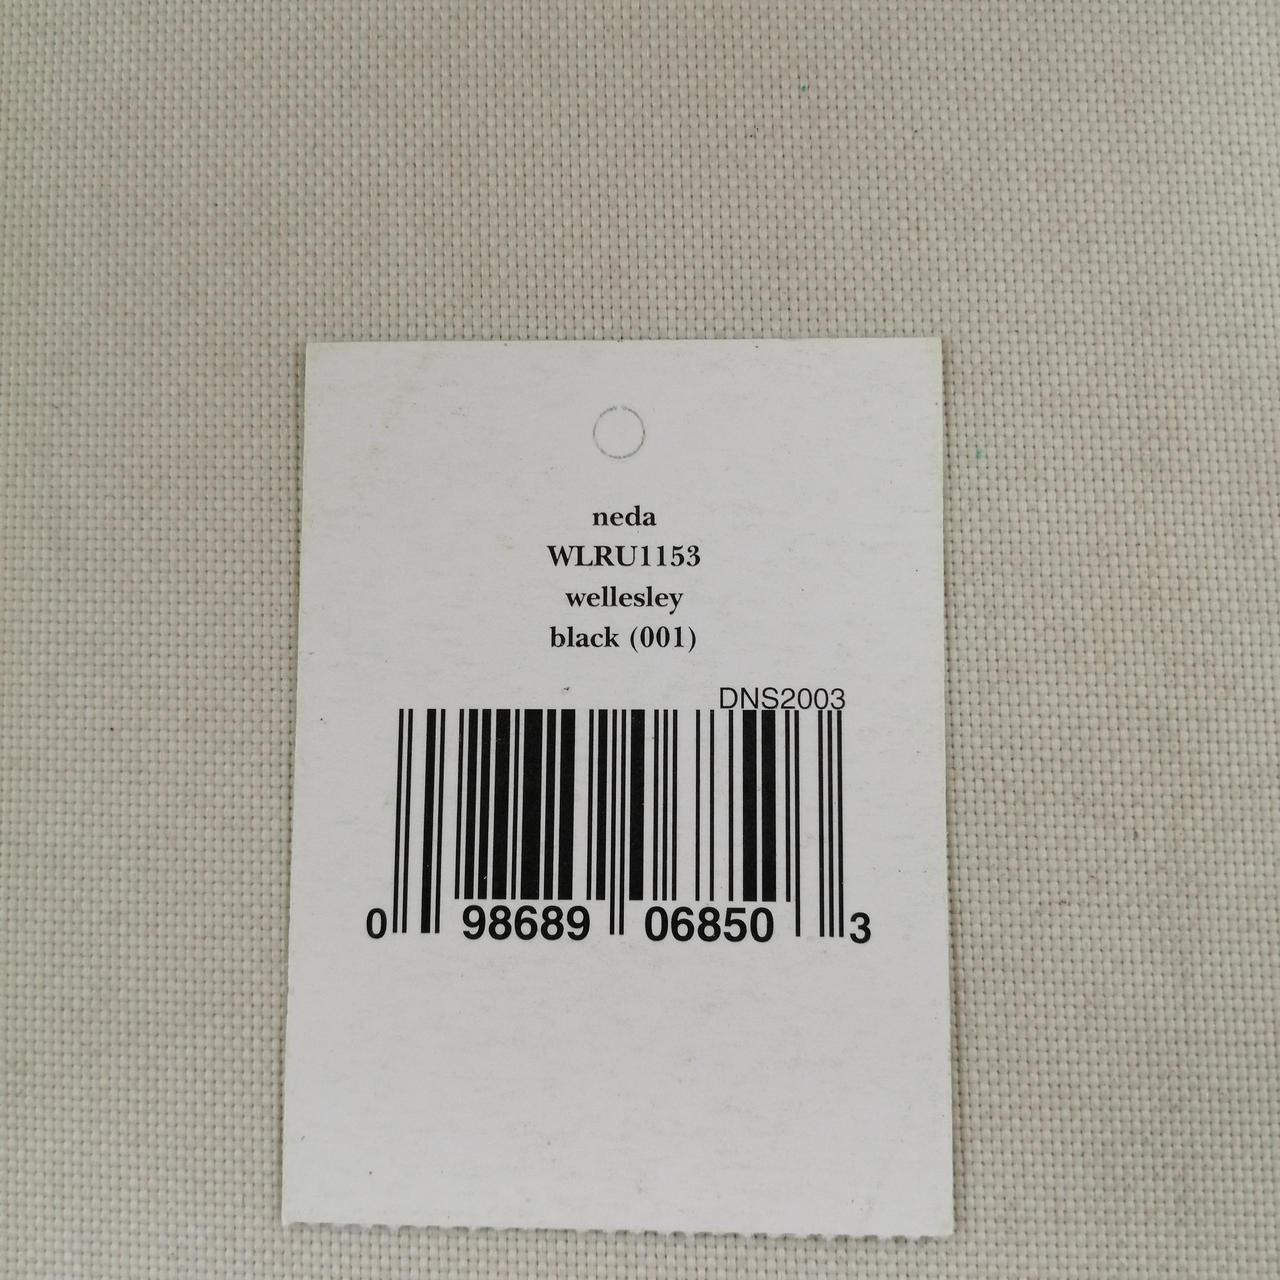 neda
WLRU1153
wellesley
black (001)
DNS2003
0 98689 06850 3